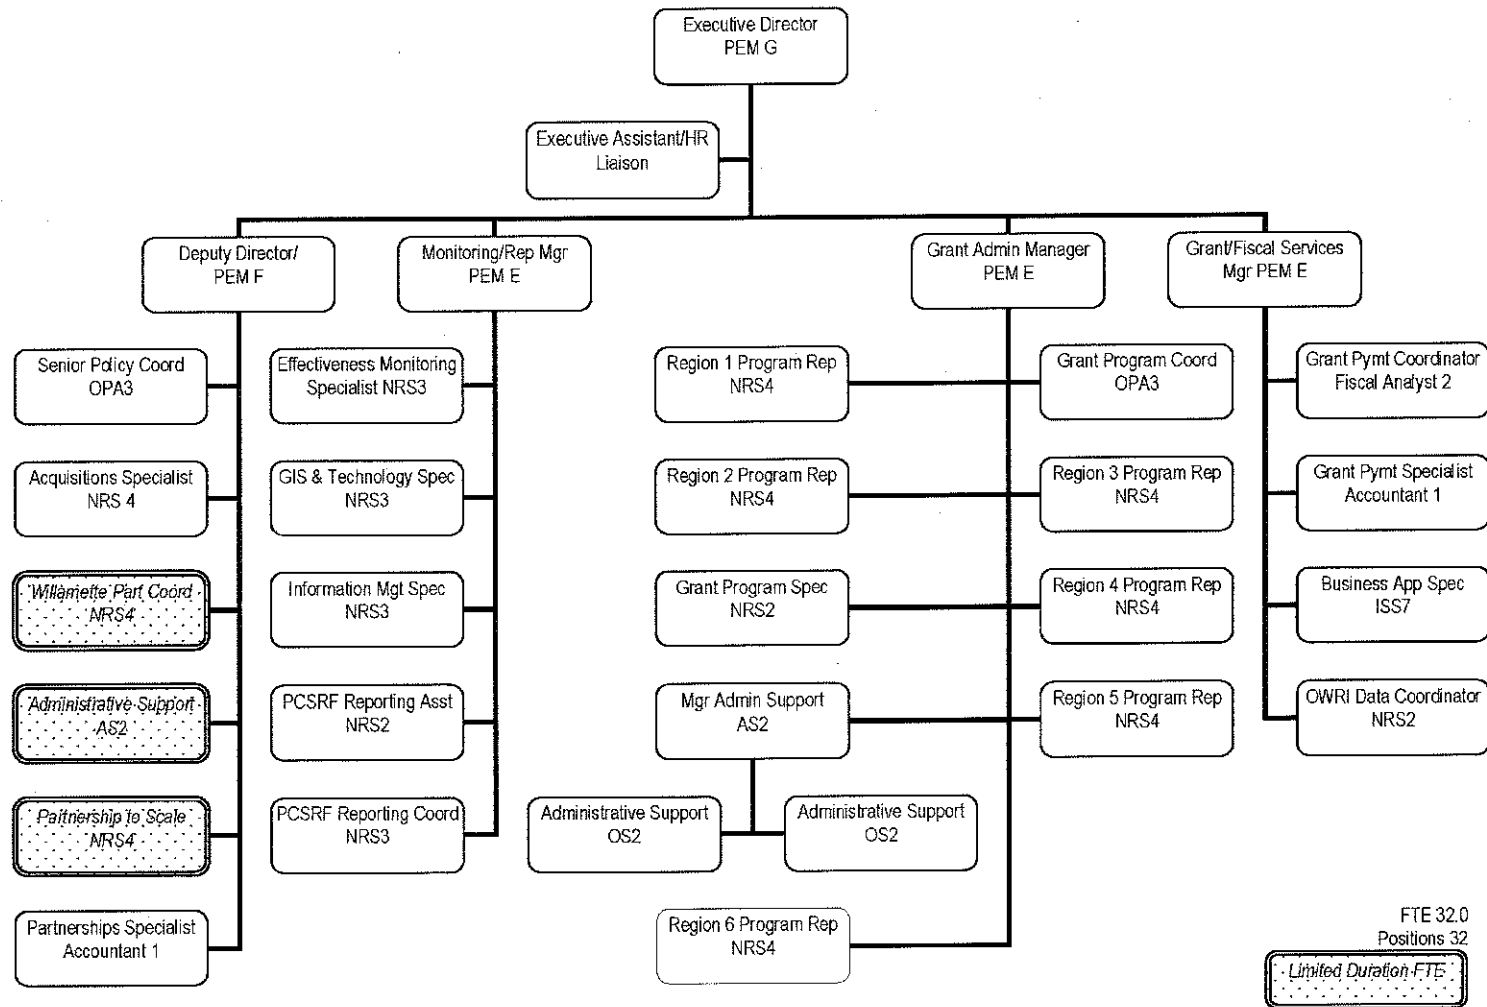 Executive Director
PEM G
Executive Assistant/HR
Liaison
Deputy Director/
PEM F
Monitoring/Rep Mgr
PEM E
Grant Admin Manager
PEM E
Grant/Fiscal Services
Mgr PEM E
Senior Policy Coord
OPA3
Effectiveness Monitoring
Specialist NRS3
Region 1 Program Rep
NRS4
Grant Program Coord
OPA3
Grant Pymt Coordinator
Fiscal Analyst 2
Acquisitions Specialist
NRS 4
GIS & Technology Spec
NRS3
Region 2 Program Rep
NRS4
Region 3 Program Rep
NRS4
Grant Pymt Specialist
Accountant 1
Willamette Part Coord
NRS4
Information Mgt Spec
NRS3
Grant Program Spec
NRS2
Region 4 Program Rep
NRS4
Business App Spec
ISS7
Administrative Support
AS2
PCSRF Reporting Asst
NRS2
Mgr Admin Support
AS2
Region 5 Program Rep
NRS4
OWRI Data Coordinator
NRS2
Partnership to Scale
NRS4
PCSRF Reporting Coord
NRS3
Administrative Support
OS2
Administrative Support
OS2
Partnerships Specialist
Accountant 1
Region 6 Program Rep
NRS4
FTE 32.0
Positions 32
Limited Duration FTE